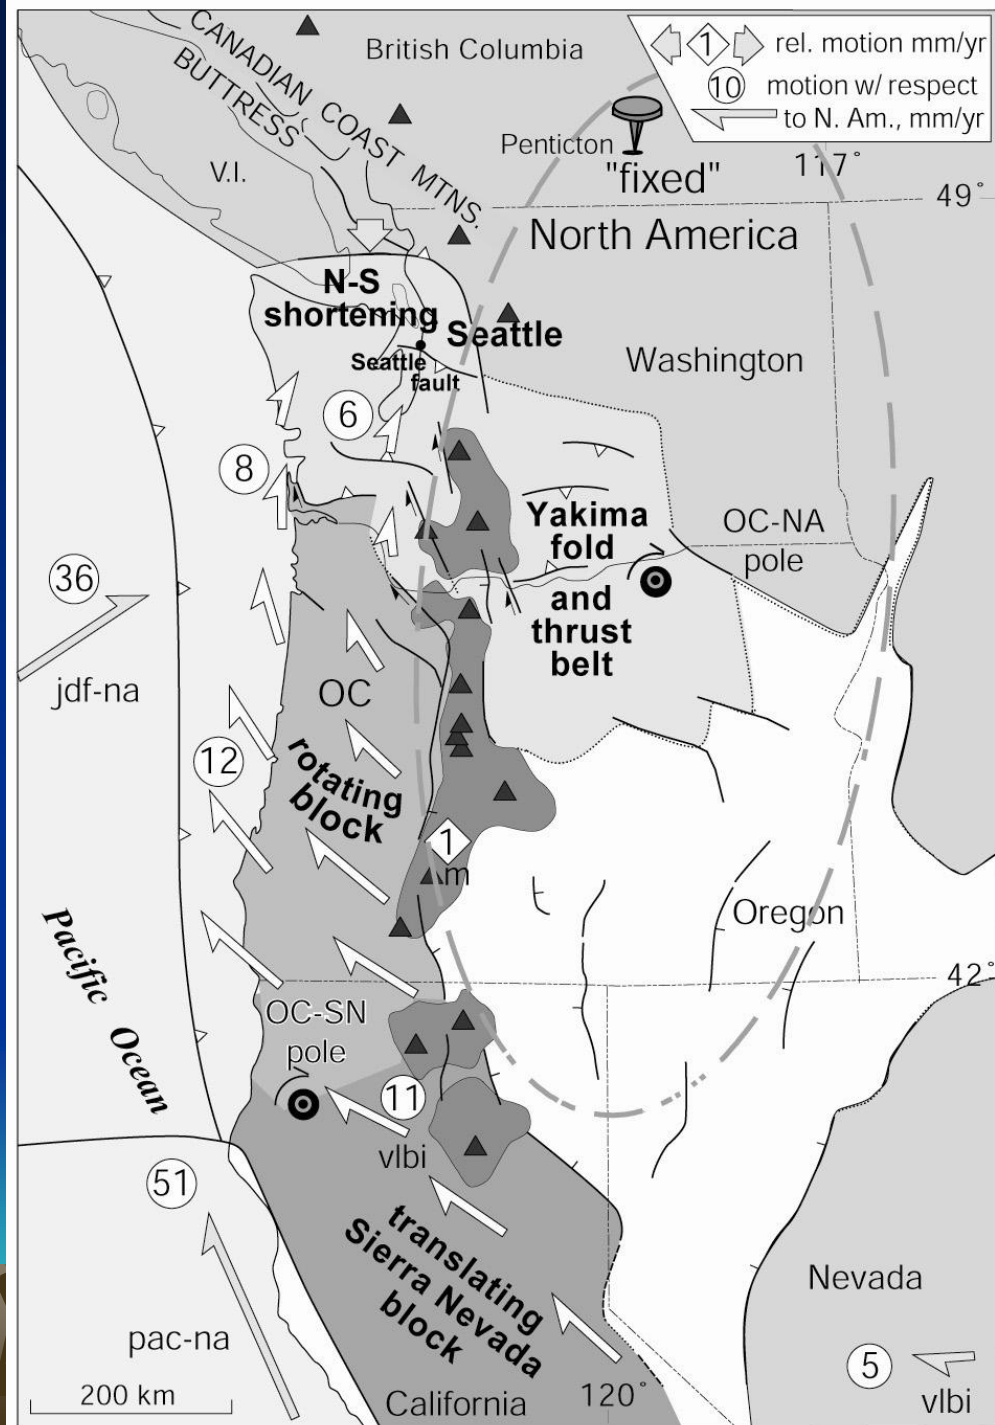 CANADIAN COAST MTNS.
BUTTRESS
British Columbia
1 rel. motion mm/yr
10 motion w/ respect
to N. Am., mm/yr
Penticton
"fixed"
117°
49°
V.I.
North America
N-S
shortening
Seattle
Seattle
fault
Washington
6
8
Yakima
fold
and
thrust
belt
OC-NA
pole
36
jdf-na
OC
12
rotating
block
1
m
Oregon
Pacific Ocean
42°
OC-SN
pole
11
vlbi
51
translating
Sierra Nevada
block
Nevada
pac-na
5
vlbi
200 km
California
120°